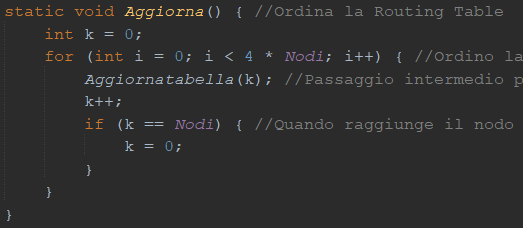 static void Aggiorna() { //Ordina la Routing Table
int k = 0;
for (int i = 0; i < 4 * Nodi; i++) { //Ordino la
Aggiornatabella(k); //Passaggio intermedio p
k++;
if (k == Nodi) { //Quando raggiunge il nodo
k = 0;
}
}
}